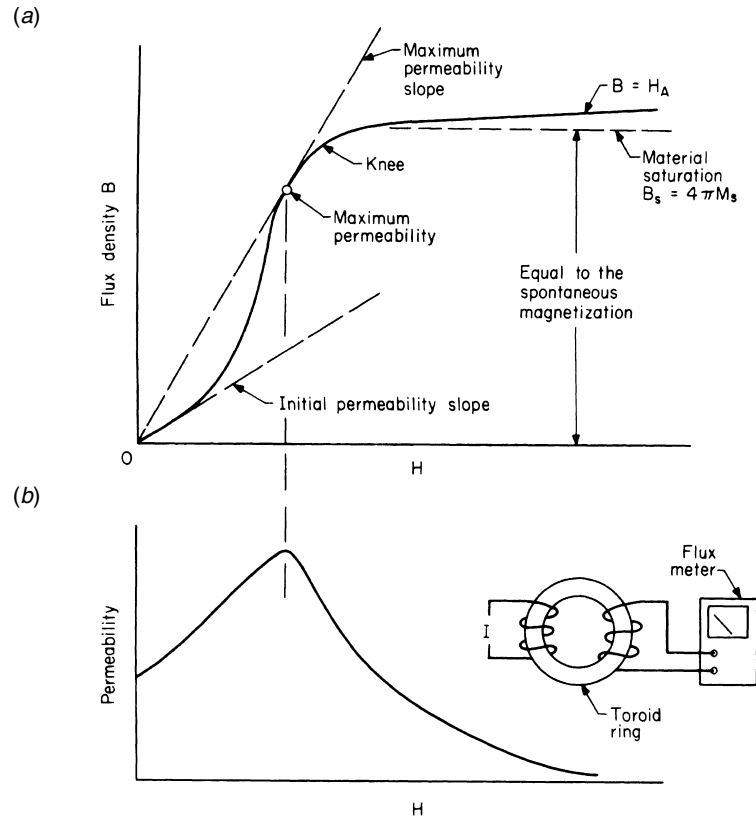 (a)
Maximum
permeability
slope
B = H_A
Knee
Material
saturation
B_s = 4πM_s
Maximum
permeability
Flux density B
Equal to the
spontaneous
magnetization
Initial permeability slope
O
H
(b)
Flux
meter
I
Permeability
Toroid
ring
H